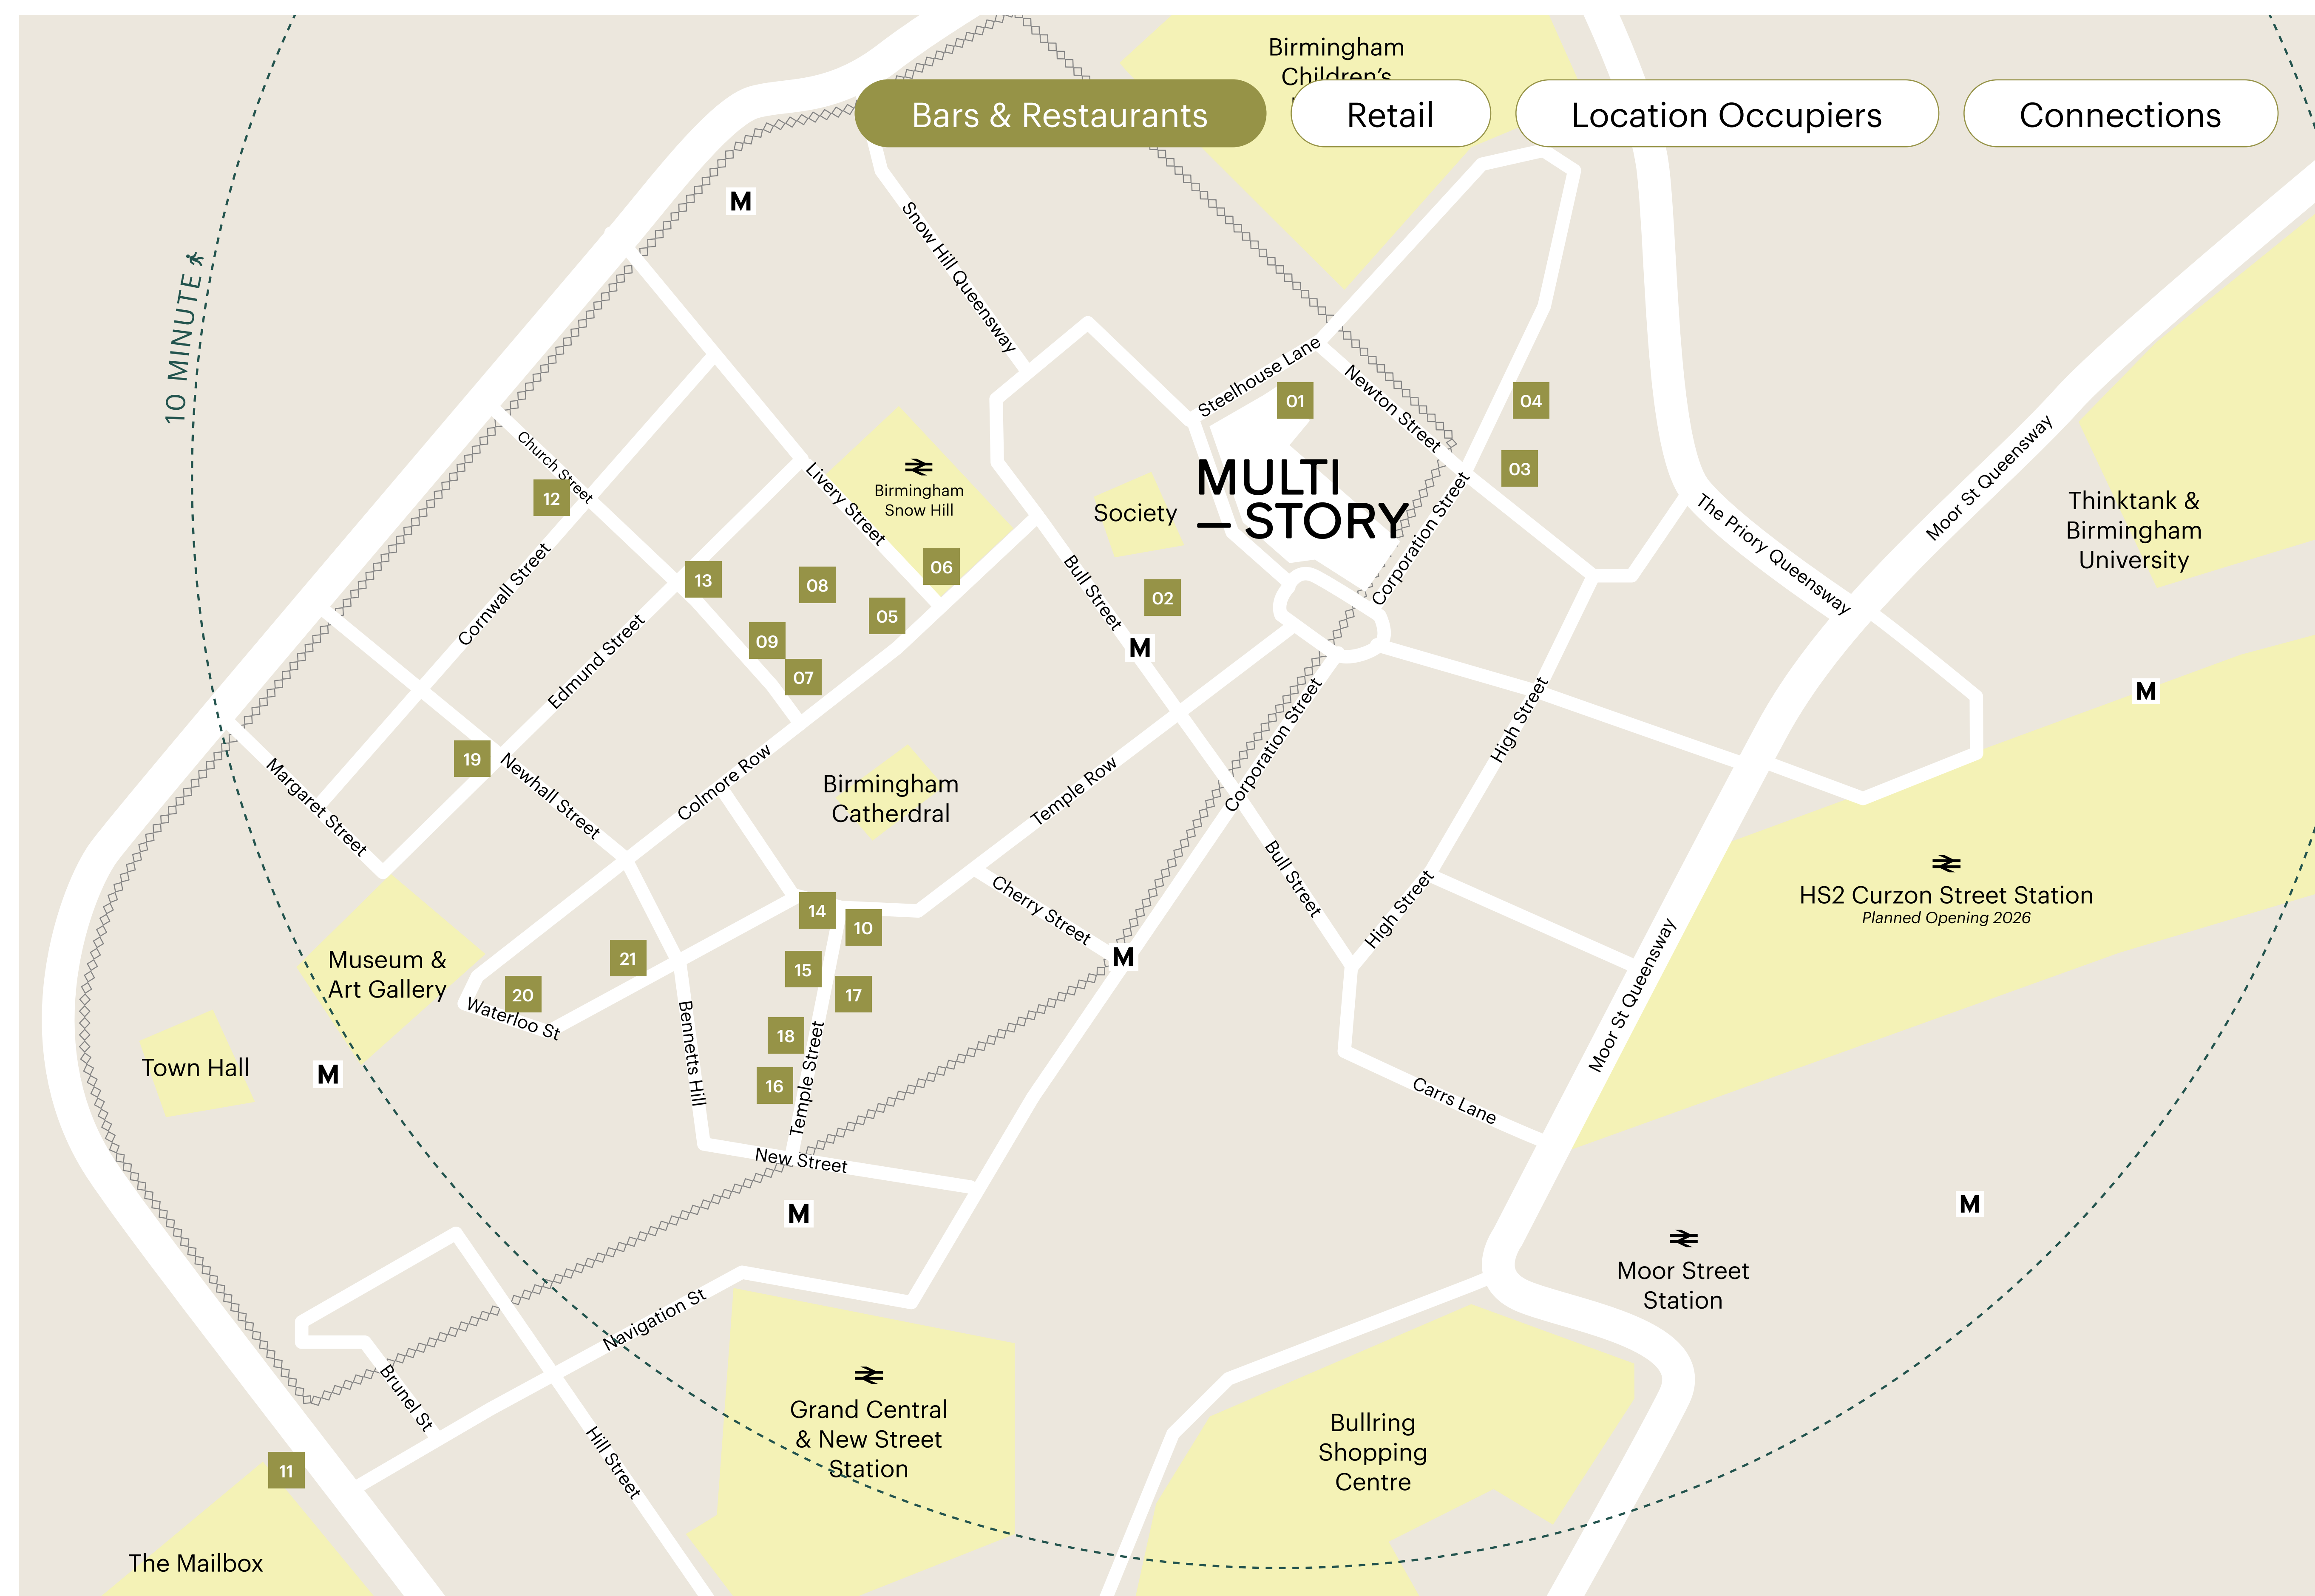 Birmingham
Children's
Bars & Restaurants
Retail
Location Occupiers
Connections
10 MINUTE
M
Snow Hill Queensway
Steelhouse Lane
01
Newton Street
04
03
MULTI
— STORY
Corporation Street
Society
02
Bull Street
M
Church Street
12
Livery Street
Birmingham
Snow Hill
06
Cornwall Street
13
08
05
09
07
Edmund Street
The Priory Queensway
Moor St Queensway
Thinktank &
Birmingham
University
M
19
Newhall Street
Margaret Street
Colmore Row
Birmingham
Catherdral
Temple Row
Corporation Street
High Street
Bull Street
High Street
Cherry Street
M
HS2 Curzon Street Station
Planned Opening 2026
Moor St Queensway
Museum &
Art Gallery
21
20
Waterloo St
14
10
15
17
18
16
Bennetts Hill
Temple Street
Town Hall
M
New Street
M
Carrs Lane
M
Moor Street
Station
Navigation St
Brunel St
Hill Street
Grand Central
& New Street
Station
Bullring
Shopping
Centre
11
The Mailbox